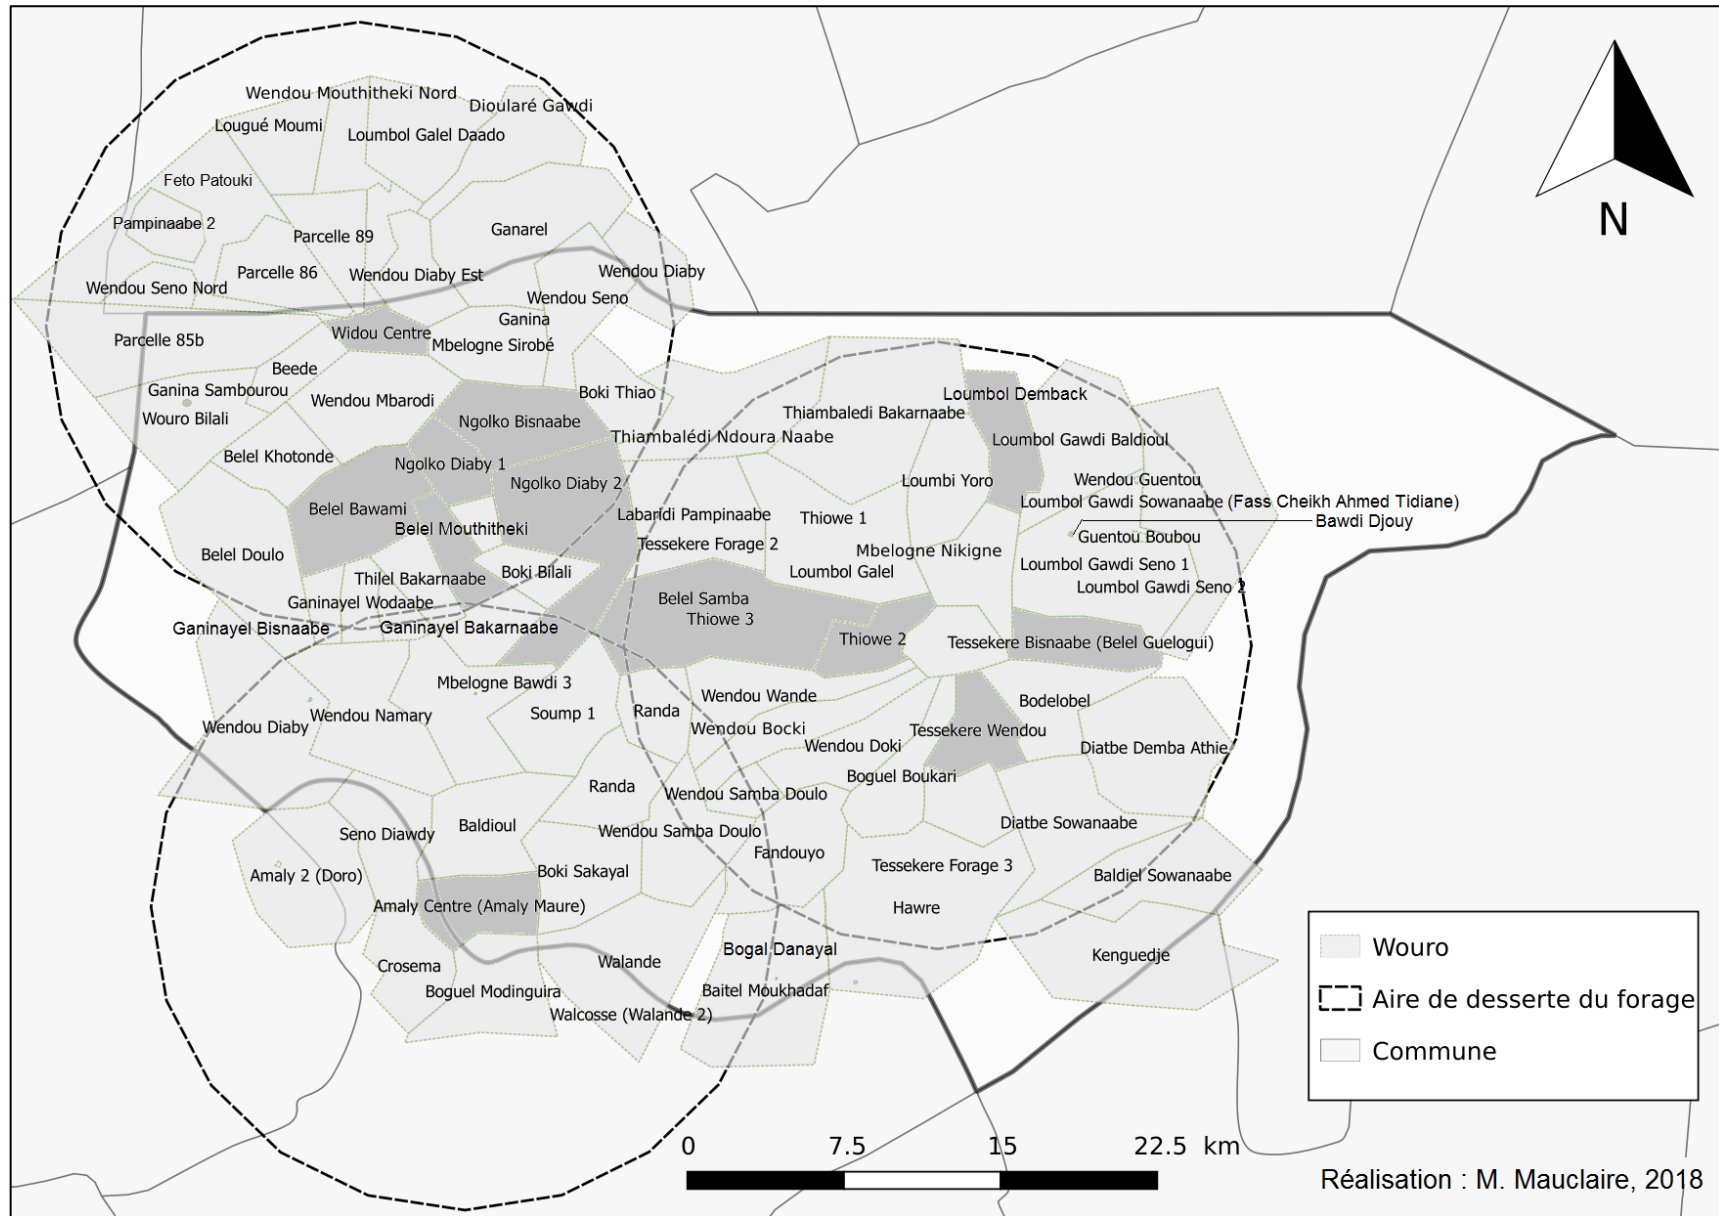 Wendou Mouthitheki Nord
Dioularé Gawdi
Lougué Moumi
Loumbol Galel Daado
Feto Patouki
Pampinaabe 2
Parcelle 89
Ganarel
Parcelle 86
Wendou Diaby Est
Wendou Diaby
Wendou Seno Nord
Wendou Seno
Ganina
Parcelle 85b
Widou Centre
Mbelogne Sirobé
Beede
Ganina Sambourou
Wendou Mbarodi
Boki Thiao
Wouro Bilali
Ngolko Bisnaabe
Loumbol Demback
Thiambaledi Bakarnaabe
Thiambalédi Ndoura Naabe
Loumbol Gawdi Baldioul
Belel Khotonde
Ngolko Diaby 1
Ngolko Diaby 2
Loumbi Yoro
Wendou Guentou
Loumbol Gawdi Sowanaabe (Fass Cheikh Ahmed Tidiane)
Bawdi Djouy
Belel Bawami
Belel Mouthitheki
Labaridi Pampinaabe
Thiowe 1
Guentou Boubou
Tessekere Forage 2
Mbelogne Nikigne
Belel Doulo
Loumbol Gawdi Seno 1
Thilel Bakarnaabe
Boki Bilali
Loumbol Galel
Loumbol Gawdi Seno 2
Ganinayel Wodaabe
Belel Samba
Thiowe 3
Ganinayel Bisnaabe
Ganinayel Bakarnaabe
Thiowe 2
Tessekere Bisnaabe (Belel Guelogui)
Mbelogne Bawdi 3
Wendou Wande
Bodelobel
Wendou Diaby
Wendou Namary
Soump 1
Randa
Wendou Bocki
Tessekere Wendou
Wendou Doki
Diatbe Demba Athie
Boguel Boukari
Randa
Wendou Samba Doulo
Seno Diawdy
Baldioul
Wendou Samba Doulo
Diatbe Sowanaabe
Fandouyo
Amaly 2 (Doro)
Boki Sakayal
Tessekere Forage 3
Baldiel Sowanaabe
Amaly Centre (Amaly Maure)
Hawre
Crosema
Walande
Bogal Danayal
Kenguedje
Boguel Modinguira
Baitel Moukhadaf
Walcosse (Walande 2)
N
Wouro
Aire de desserte du forage
Commune
0 7.5 15 22.5 km
Réalisation : M. Mauclaire, 2018